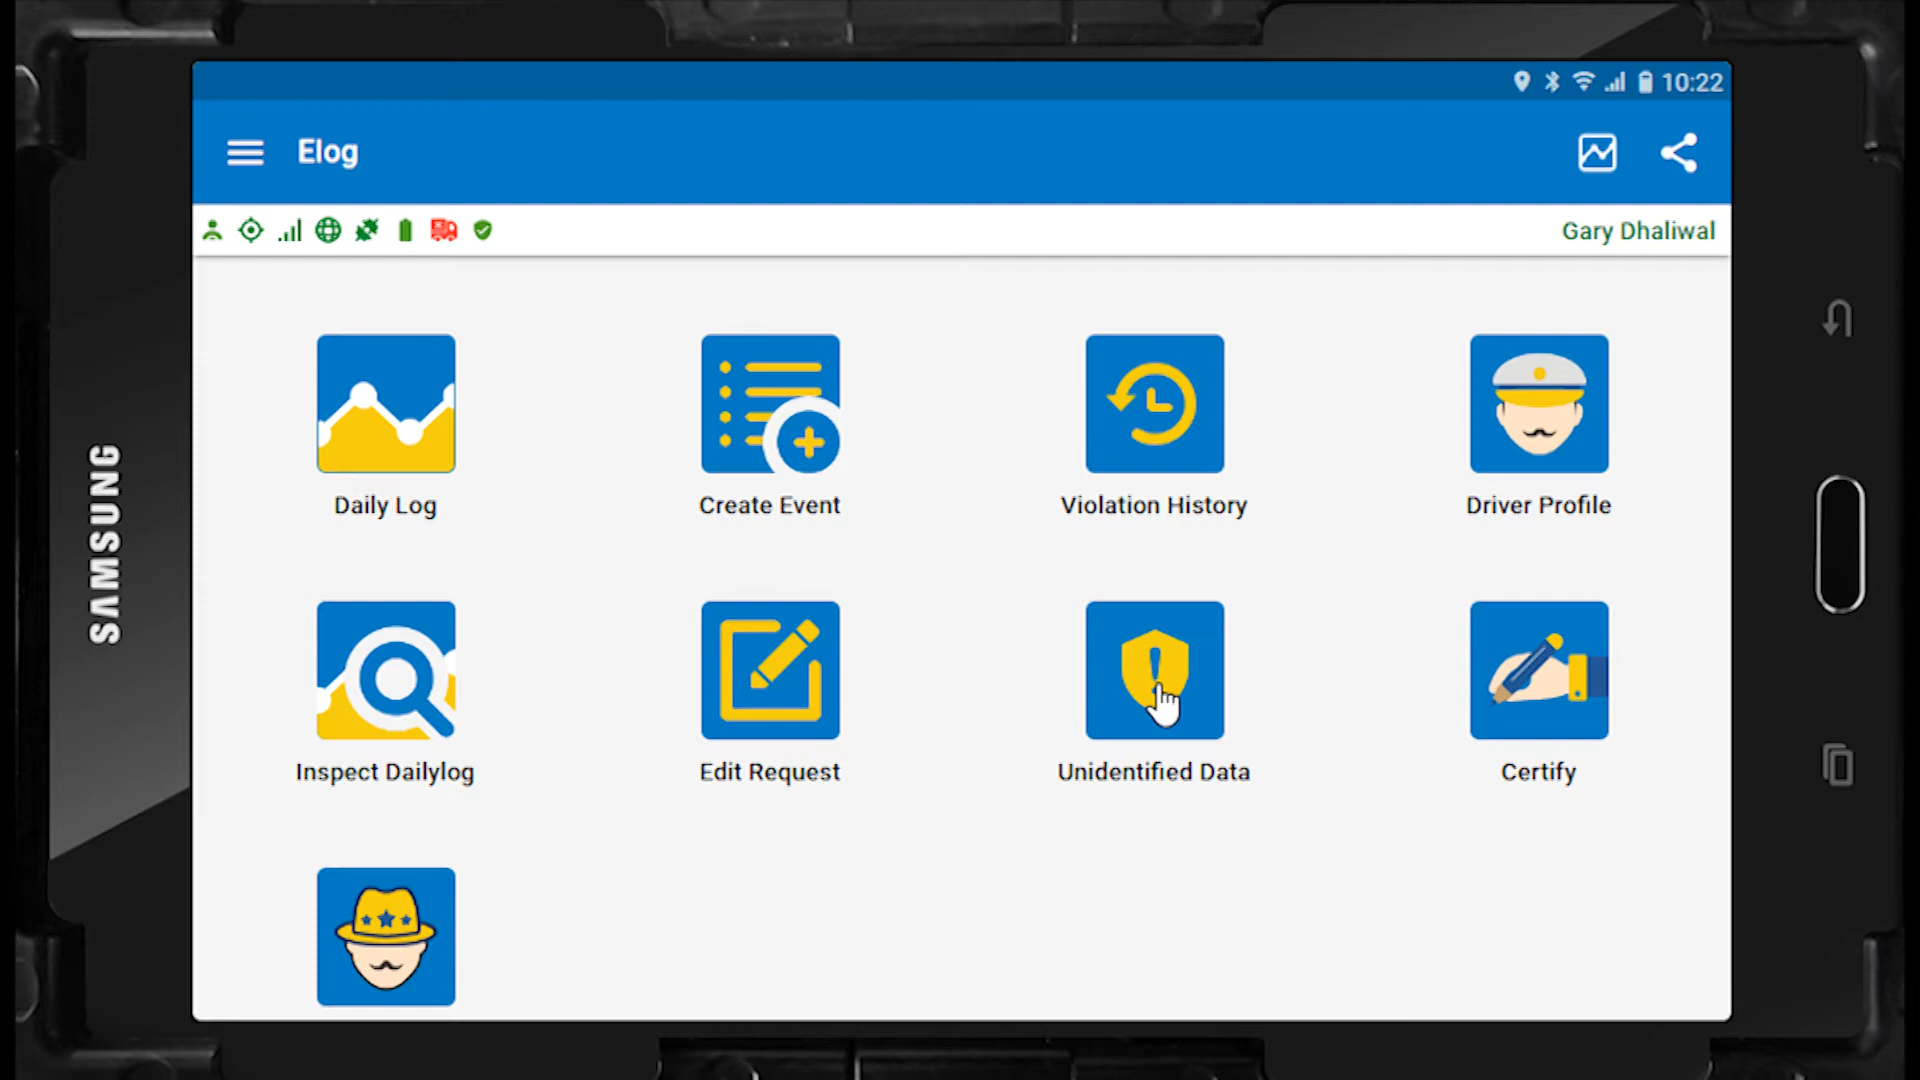 10:22
Elog
Gary Dhaliwal
SAMSUNG
Daily Log
Create Event
Violation History
Driver Profile
Inspect Dailylog
Edit Request
Unidentified Data
Certify